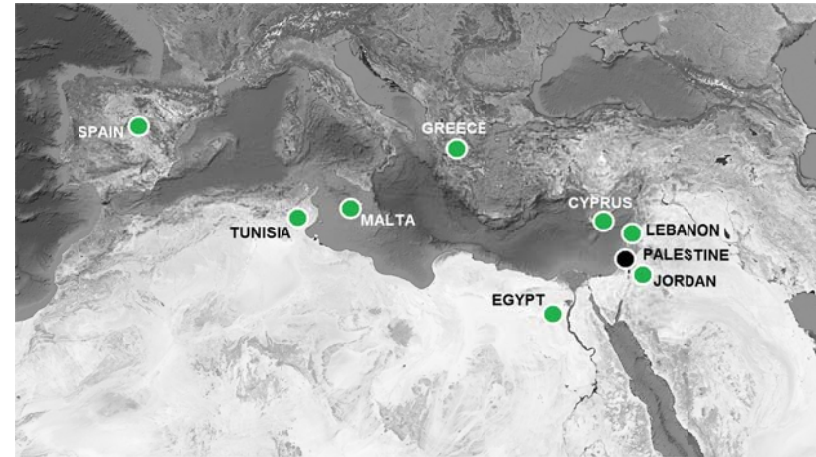 SPAIN
GREECE
CYPRUS
MALTA
TUNISIA
LEBANON
PALESTINE
JORDAN
EGYPT